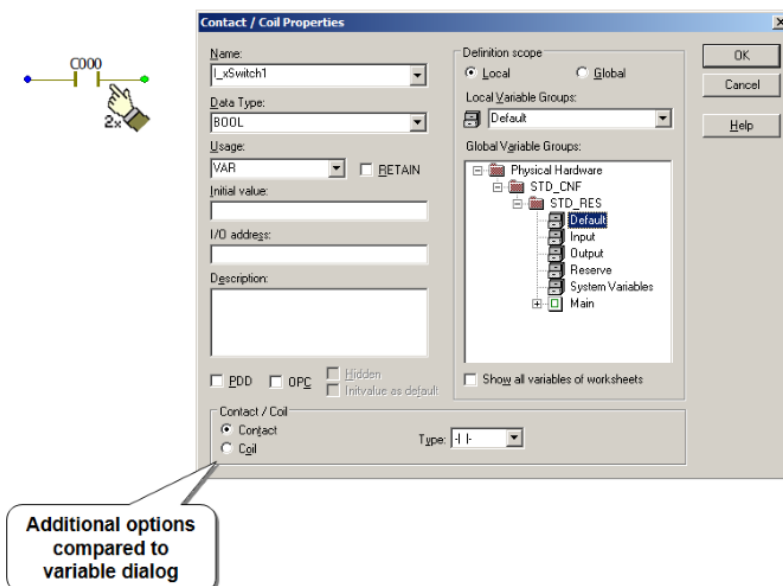 Contact / Coil Properties
C000
2x
Name:
I_xSwitch1
Data Type:
BOOL
Usage:
VAR
RETAIN
Initial value:
I/O address:
Description:
PDD
OPC
Hidden
Initvalue as default
Definition scope
Local
Global
Local Variable Groups:
Default
Global Variable Groups:
Physical Hardware
STD_CNF
STD_RES
Default
Input
Output
Reserve
System Variables
Main
Show all variables of worksheets
OK
Cancel
Help
Contact / Coil
Contact
Coil
Type: -| |-
Additional options
compared to
variable dialog